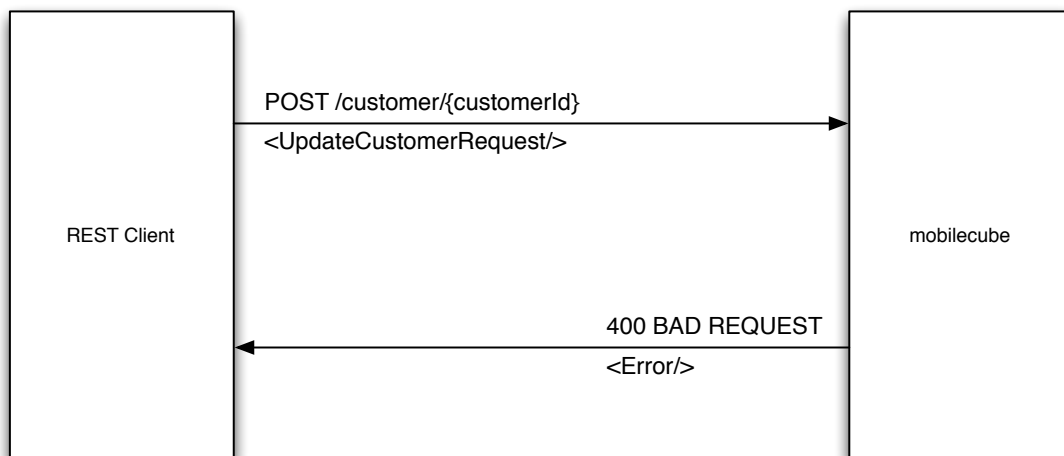 POST /customer/{customerId}
<UpdateCustomerRequest/>
REST Client
mobilecube
400 BAD REQUEST
<Error/>